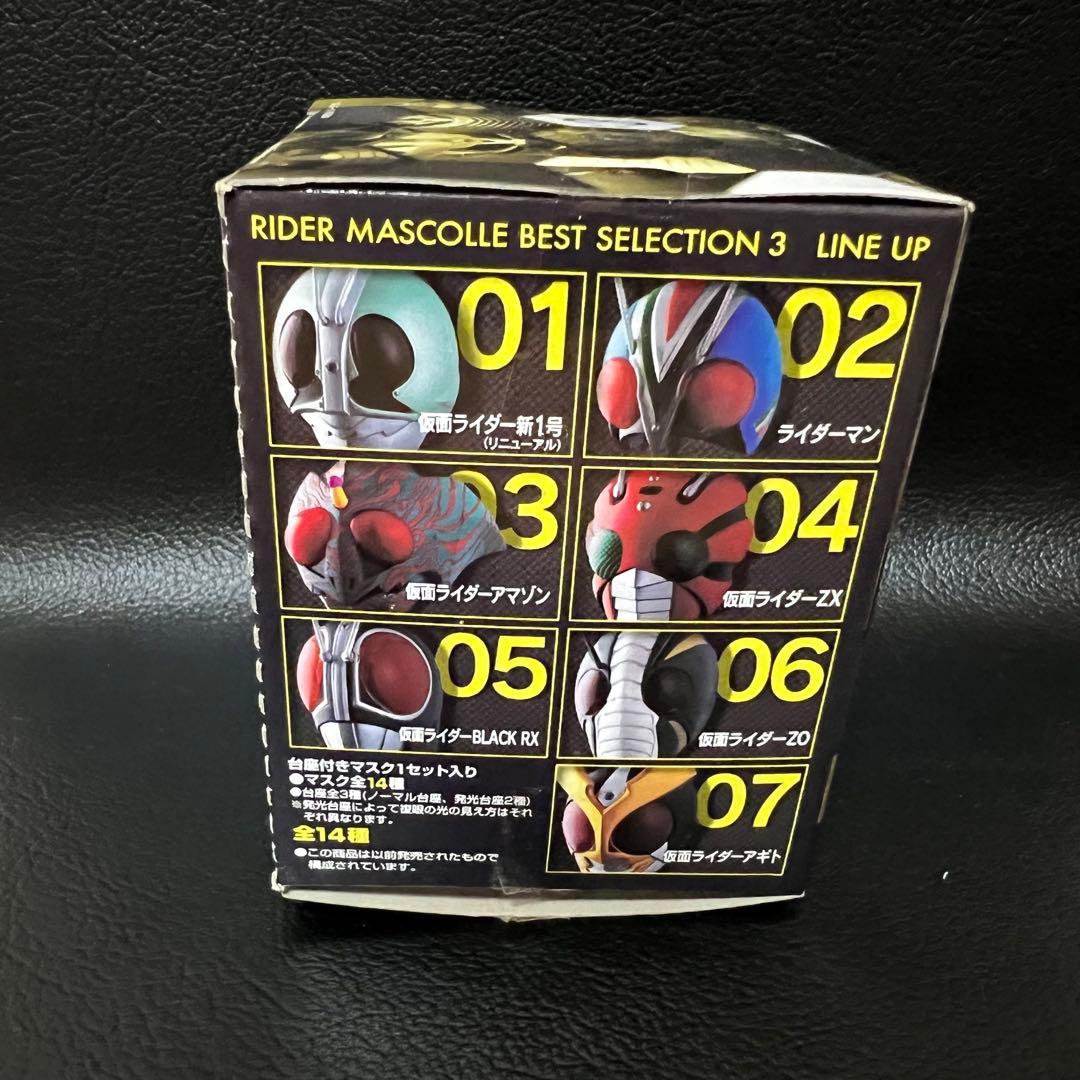 RIDER MASCOLLE BEST SELECTION 3 LINE UP
01
仮面ライダー新1号
(リニューアル)
02
ライダーマン
03
仮面ライダーアマゾン
04
仮面ライダーZX
05
仮面ライダーBLACK RX
06
仮面ライダーZO
07
仮面ライダーアギト
台座付きマスク1セット入り
●マスク全14種
●台座全3種(ノーマル台座、発光台座2種)
※発光台座によって複眼の光の見え方はそれ
ぞれ異なります。
全14種
●この商品は以前発売されたもので
構成されています。